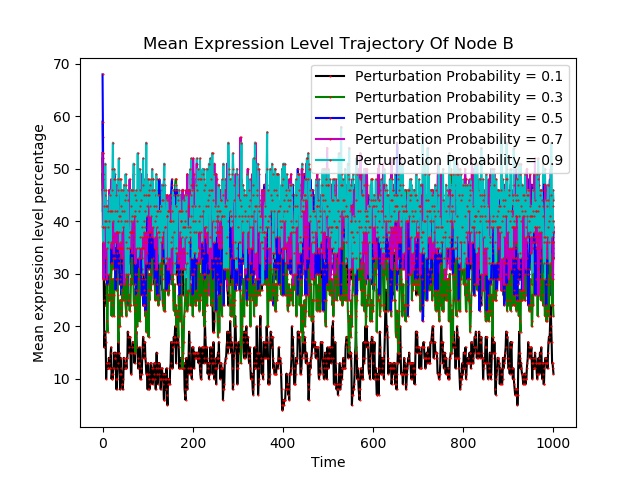 Mean Expression Level Trajectory Of Node B
Mean expression level percentage
70
60
50
40
30
20
10
Perturbation Probability = 0.1
Perturbation Probability = 0.3
Perturbation Probability = 0.5
Perturbation Probability = 0.7
Perturbation Probability = 0.9
0
200
400
600
800
1000
Time